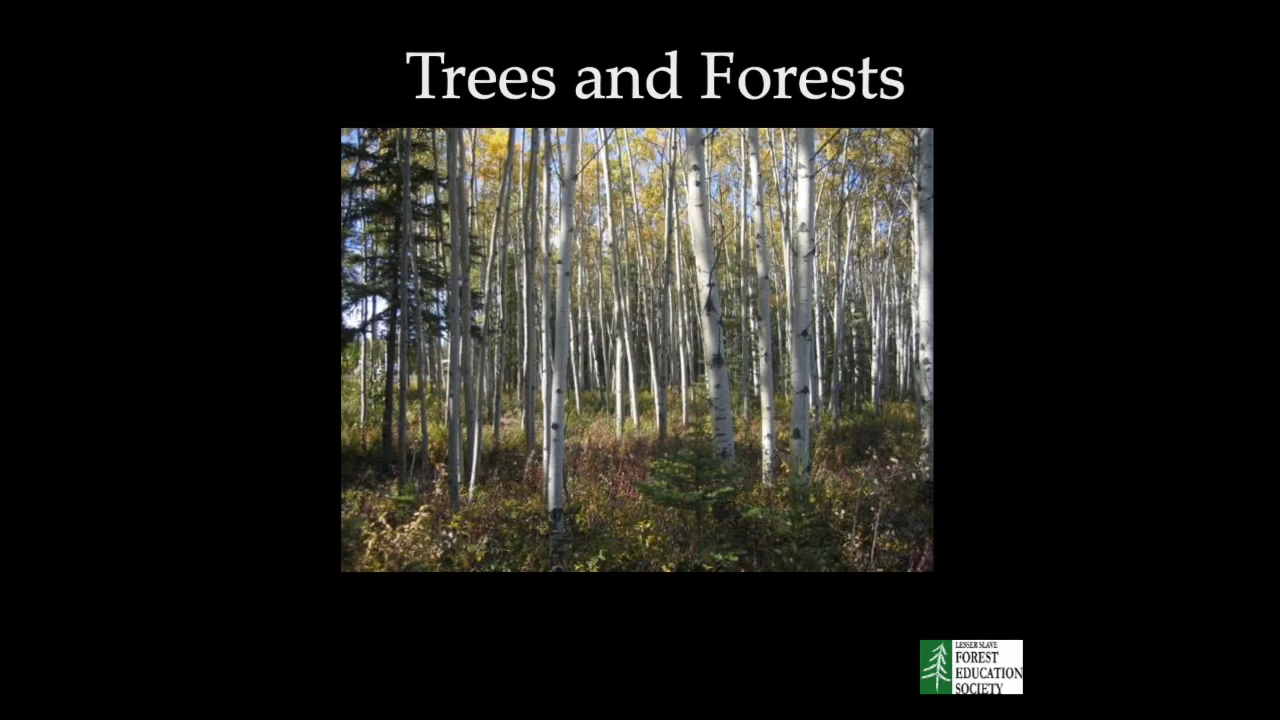 Trees and Forests
LESSER SLAVE
FOREST
EDUCATION
SOCIETY